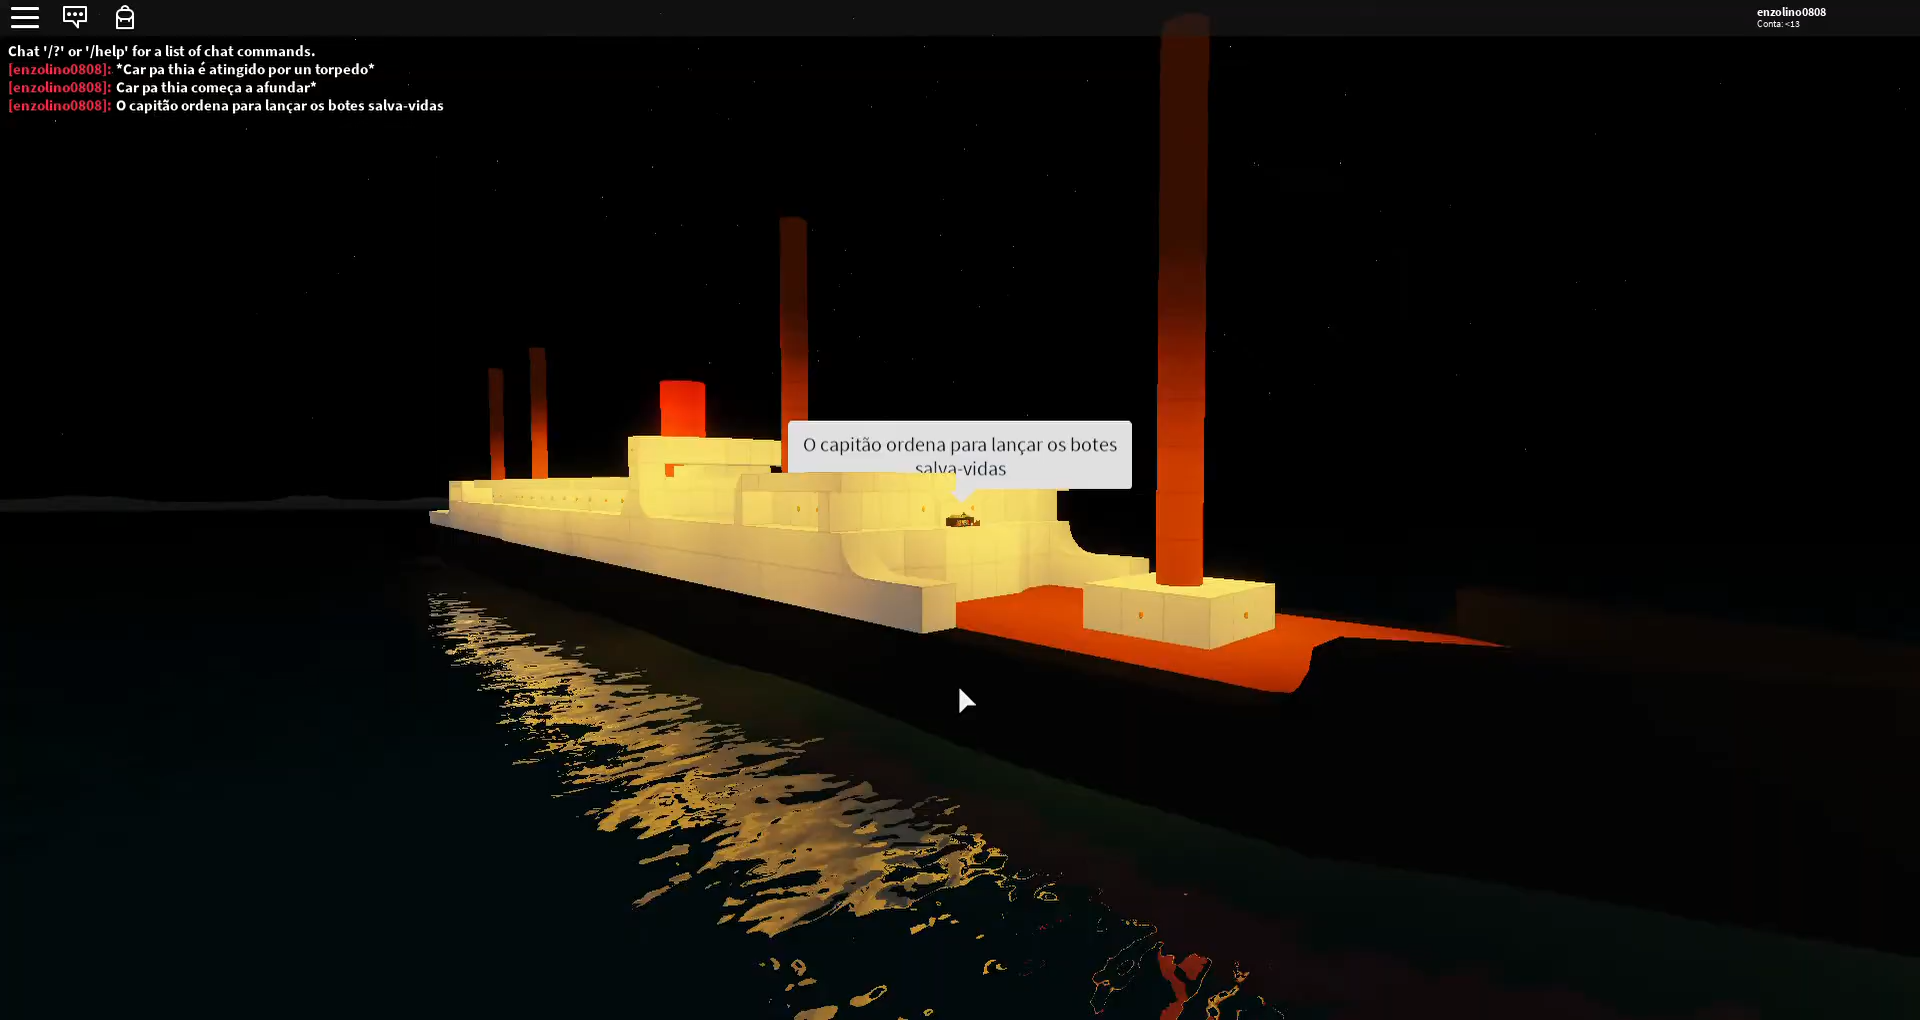 enzolino0808
Conta: <13
Chat '/?' or '/help' for a list of chat commands.
[enzolino0808]: *Car pa thia é atingido por un torpedo*
[enzolino0808]: Car pa thia começa a afundar*
[enzolino0808]: O capitão ordena para lançar os botes salva-vidas
O capitão ordena para lançar os botes
salva-vidas